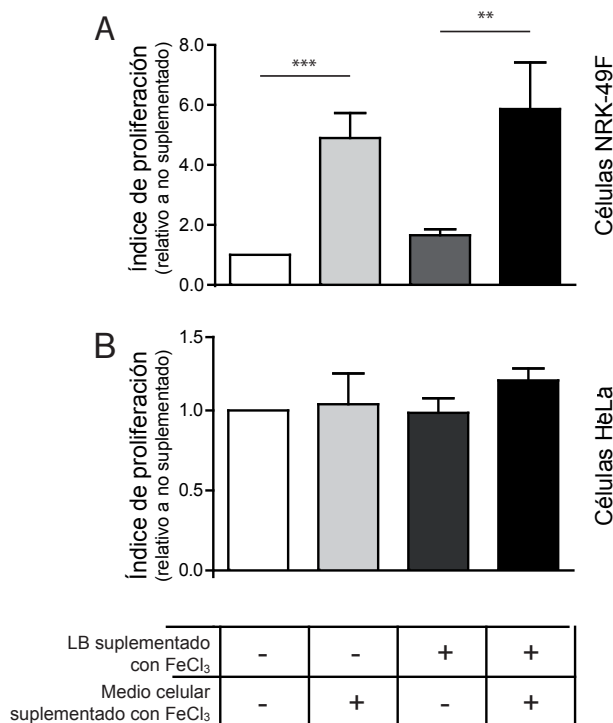 A
Índice de proliferación
(relativo a no suplementado)
8.0
6.0
4.0
2.0
0.0
***
**
Células NRK-49F
B
Índice de proliferación
(relativo a no suplementado)
1.5
1.0
0.5
0.0
Células HeLa
LB suplementado
con FeCl₃
- - + +
Medio celular
suplementado con FeCl₃
- + - +